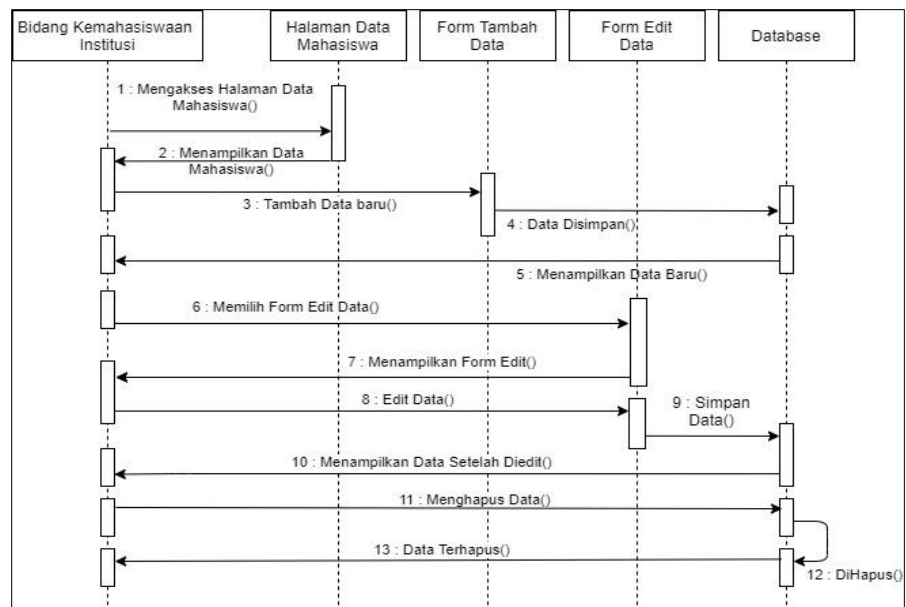 Bidang Kemahasiswaan
Institusi
Halaman Data
Mahasiswa
Form Tambah
Data
Form Edit
Data
Database
1 : Mengakses Halaman Data
Mahasiswa()
2 : Menampilkan Data
Mahasiswa()
3 : Tambah Data baru()
4 : Data Disimpan()
5 : Menampilkan Data Baru()
6 : Memilih Form Edit Data()
7 : Menampilkan Form Edit()
8 : Edit Data()
9 : Simpan
Data()
10 : Menampilkan Data Setelah Diedit()
11 : Menghapus Data()
12 : DiHapus()
13 : Data Terhapus()